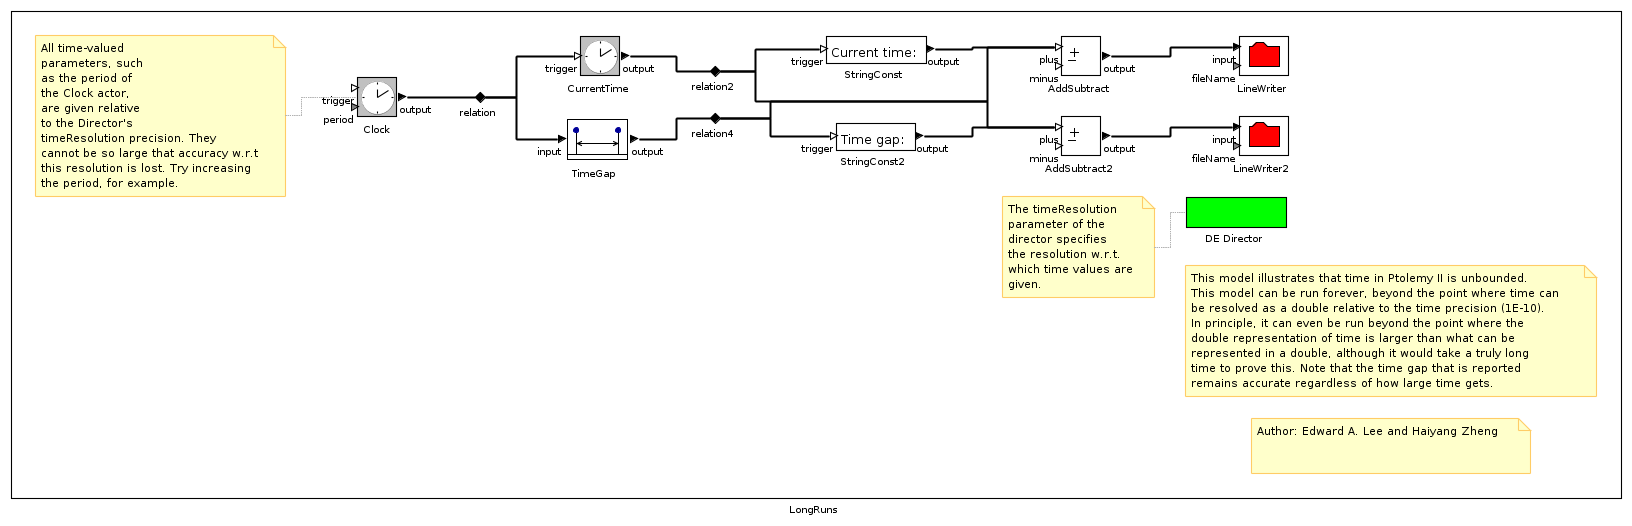 All time-valued
parameters, such
as the period of
the Clock actor,
are given relative
to the Director's
timeResolution precision. They
cannot be so large that accuracy w.r.t
this resolution is lost. Try increasing
the period, for example.
trigger
period
output
Clock
relation
trigger
output
CurrentTime
input
output
TimeGap
relation2
relation4
Current time:
trigger
output
StringConst
Time gap:
trigger
output
StringConst2
+
−
plus
minus
output
AddSubtract
+
−
plus
minus
output
AddSubtract2
input
fileName
LineWriter
input
fileName
LineWriter2
The timeResolution
parameter of the
director specifies
the resolution w.r.t.
which time values are
given.
DE Director
This model illustrates that time in Ptolemy II is unbounded.
This model can be run forever, beyond the point where time can
be resolved as a double relative to the time precision (1E-10).
In principle, it can even be run beyond the point where the
double representation of time is larger than what can be
represented in a double, although it would take a truly long
time to prove this. Note that the time gap that is reported
remains accurate regardless of how large time gets.
Author: Edward A. Lee and Haiyang Zheng
LongRuns